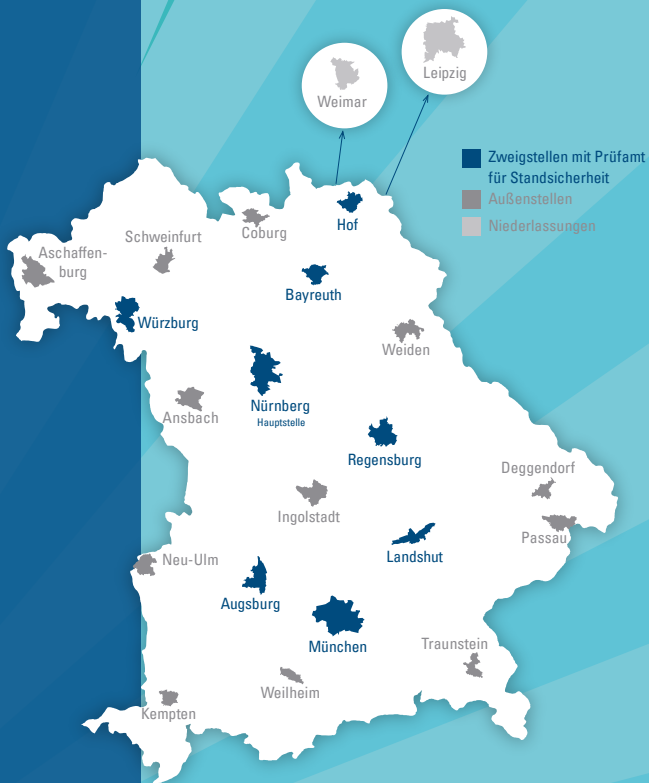 Weimar
Leipzig
Zweigstellen mit Prüfamt
für Standsicherheit
Außenstellen
Niederlassungen
Hof
Coburg
Schweinfurt
Aschaffen-
burg
Bayreuth
Würzburg
Weiden
Nürnberg
Hauptstelle
Ansbach
Regensburg
Deggendorf
Ingolstadt
Passau
Landshut
Neu-Ulm
Augsburg
München
Traunstein
Weilheim
Kempten